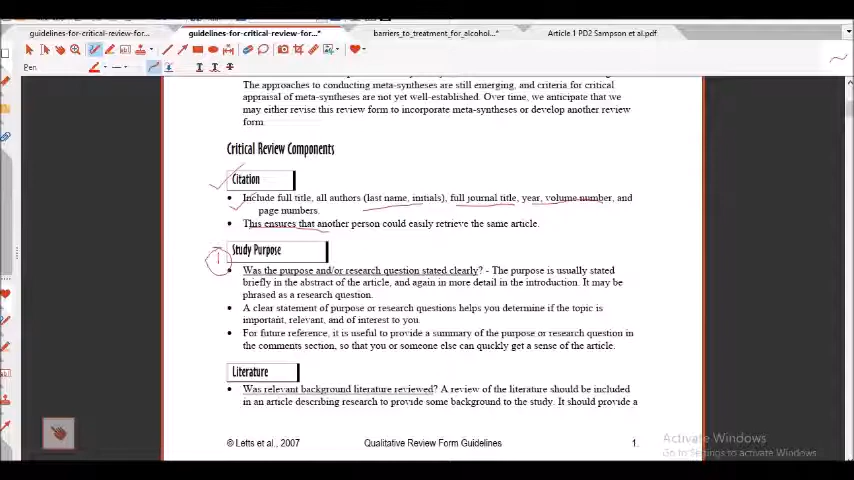 guidelines-for-critical-review-for-...
guidelines-for-critical-review-for-...*
barriers_to_treatment_for_alcohol...*
Article 1 PD2 Sampson et al.pdf
Pen
The approaches to conducting meta-syntheses are still emerging, and criteria for critical
appraisal of meta-syntheses are not yet well-established. Over time, we anticipate that we
may either revise this review form to incorporate meta-syntheses or develop another review
form
Critical Review Components
Citation
• Include full title, all authors (last name, initials), full journal title, year, volume number, and
page numbers.
• This ensures that another person could easily retrieve the same article.
1
Study Purpose
• Was the purpose and/or research question stated clearly? - The purpose is usually stated
briefly in the abstract of the article, and again in more detail in the introduction. It may be
phrased as a research question.
• A clear statement of purpose or research questions helps you determine if the topic is
important, relevant, and of interest to you.
• For future reference, it is useful to provide a summary of the purpose or research question in
the comments section, so that you or someone else can quickly get a sense of the article.
Literature
• Was relevant background literature reviewed? A review of the literature should be included
in an article describing research to provide some background to the study. It should provide a
© Letts et al., 2007
Qualitative Review Form Guidelines
1.
Activate Windows
Go to Settings to activate Windows.